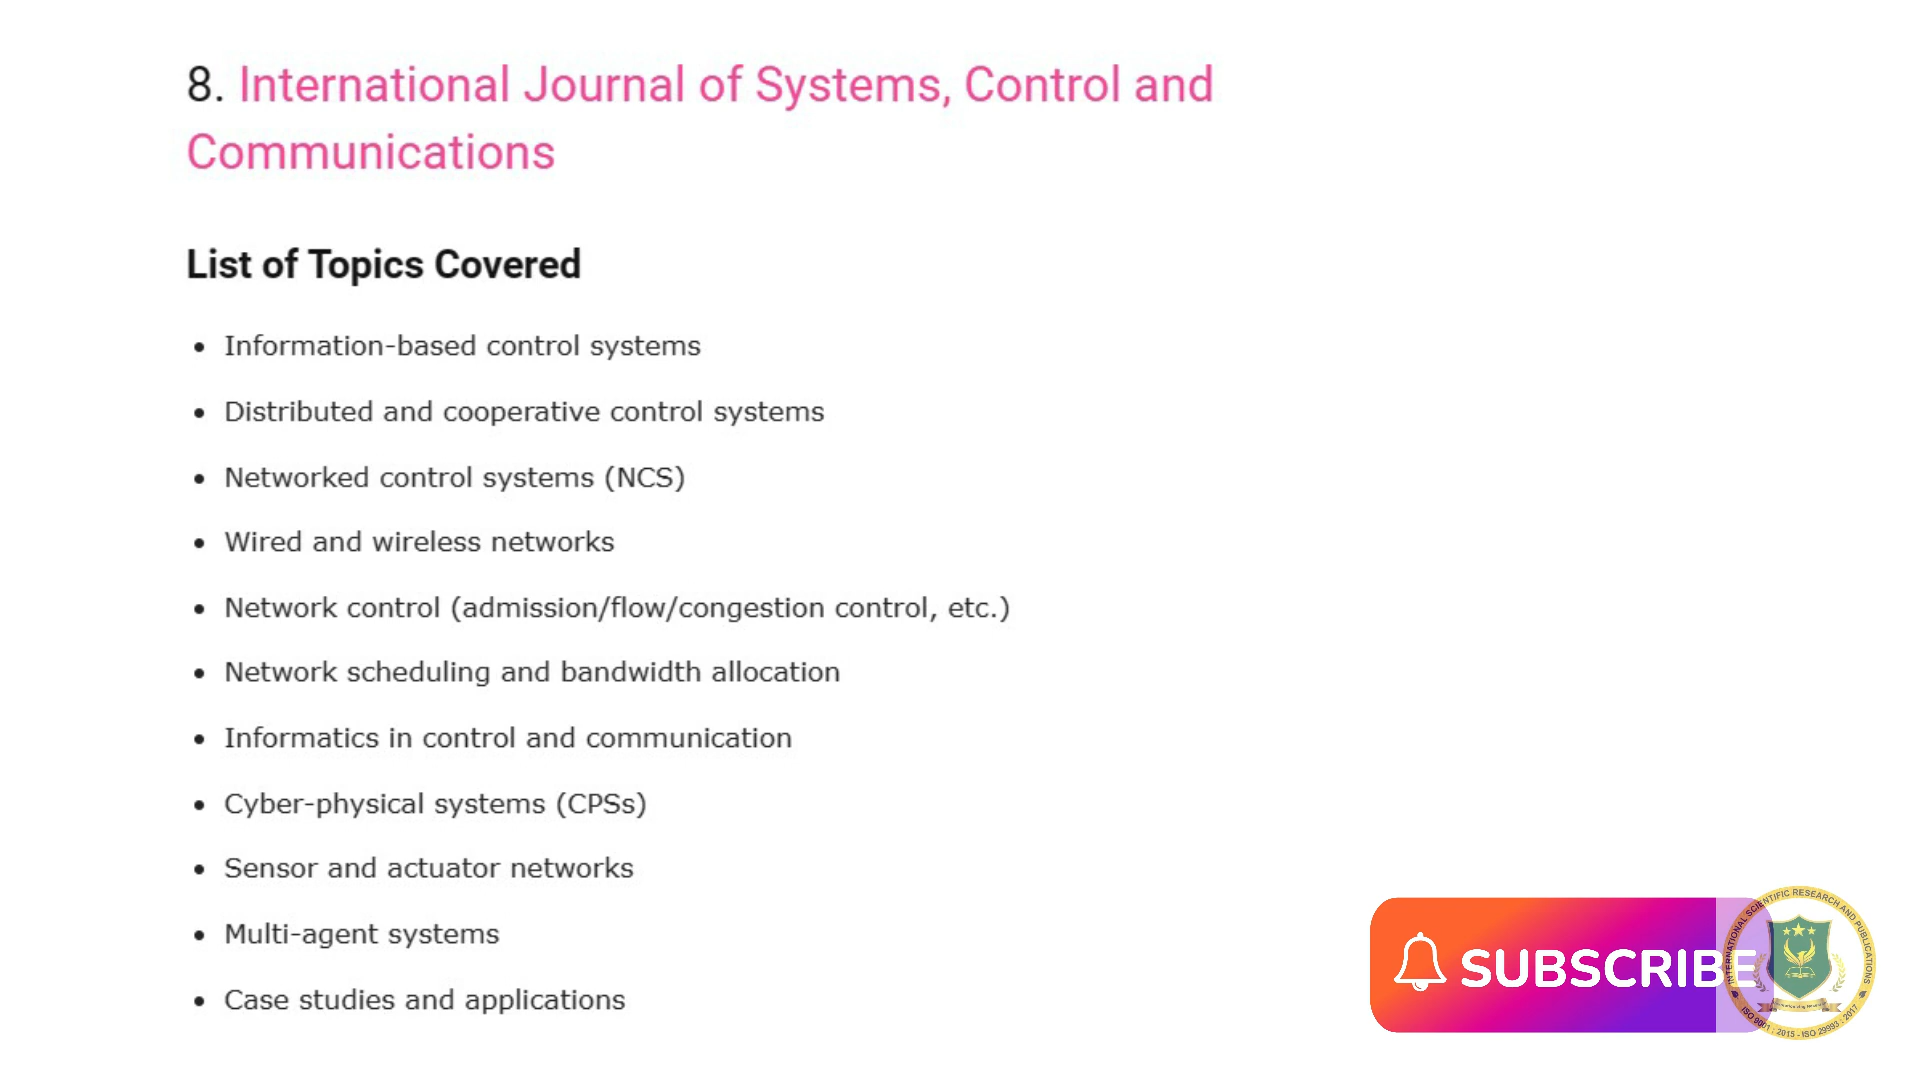 8. International Journal of Systems, Control and
Communications
List of Topics Covered
• Information-based control systems
• Distributed and cooperative control systems
• Networked control systems (NCS)
• Wired and wireless networks
• Network control (admission/flow/congestion control, etc.)
• Network scheduling and bandwidth allocation
• Informatics in control and communication
• Cyber-physical systems (CPSs)
• Sensor and actuator networks
• Multi-agent systems
• Case studies and applications
SUBSCRIBE
INTERNATIONAL SCIENTIFIC RESEARCH AND PUBLICATIONS
ISO 9001 : 2015 - ISO 29993 : 2017